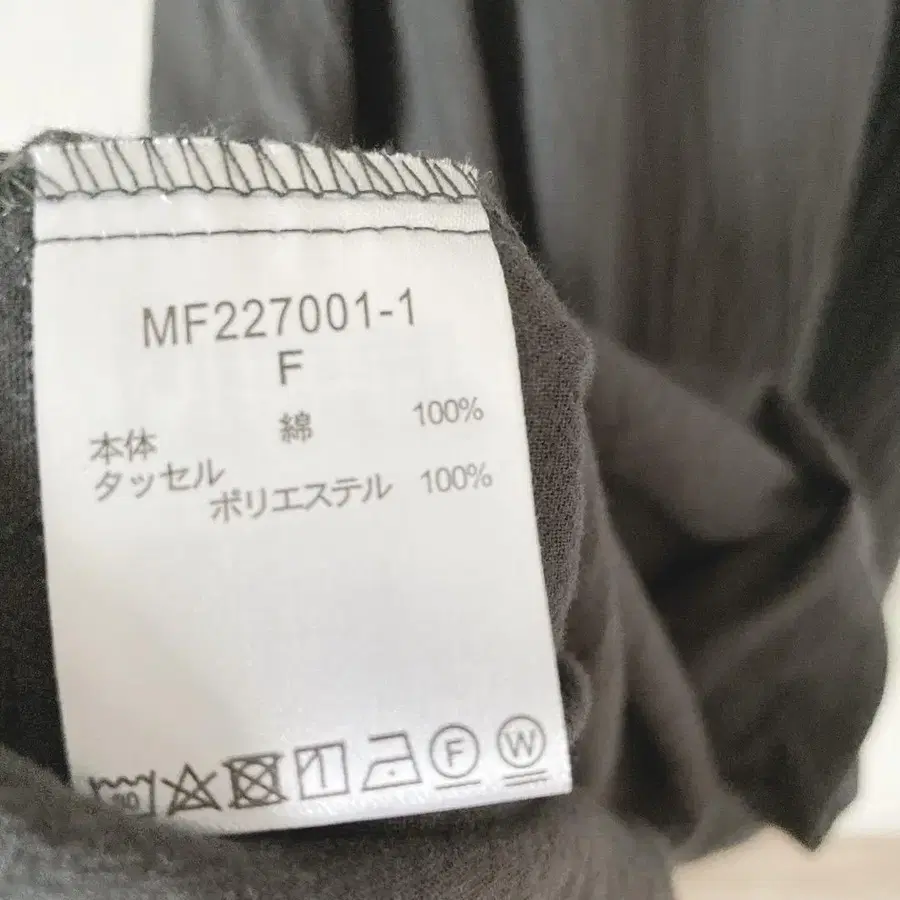 MF227001-1
F
本体 綿 100%
タッセル
ポリエステル 100%
F W